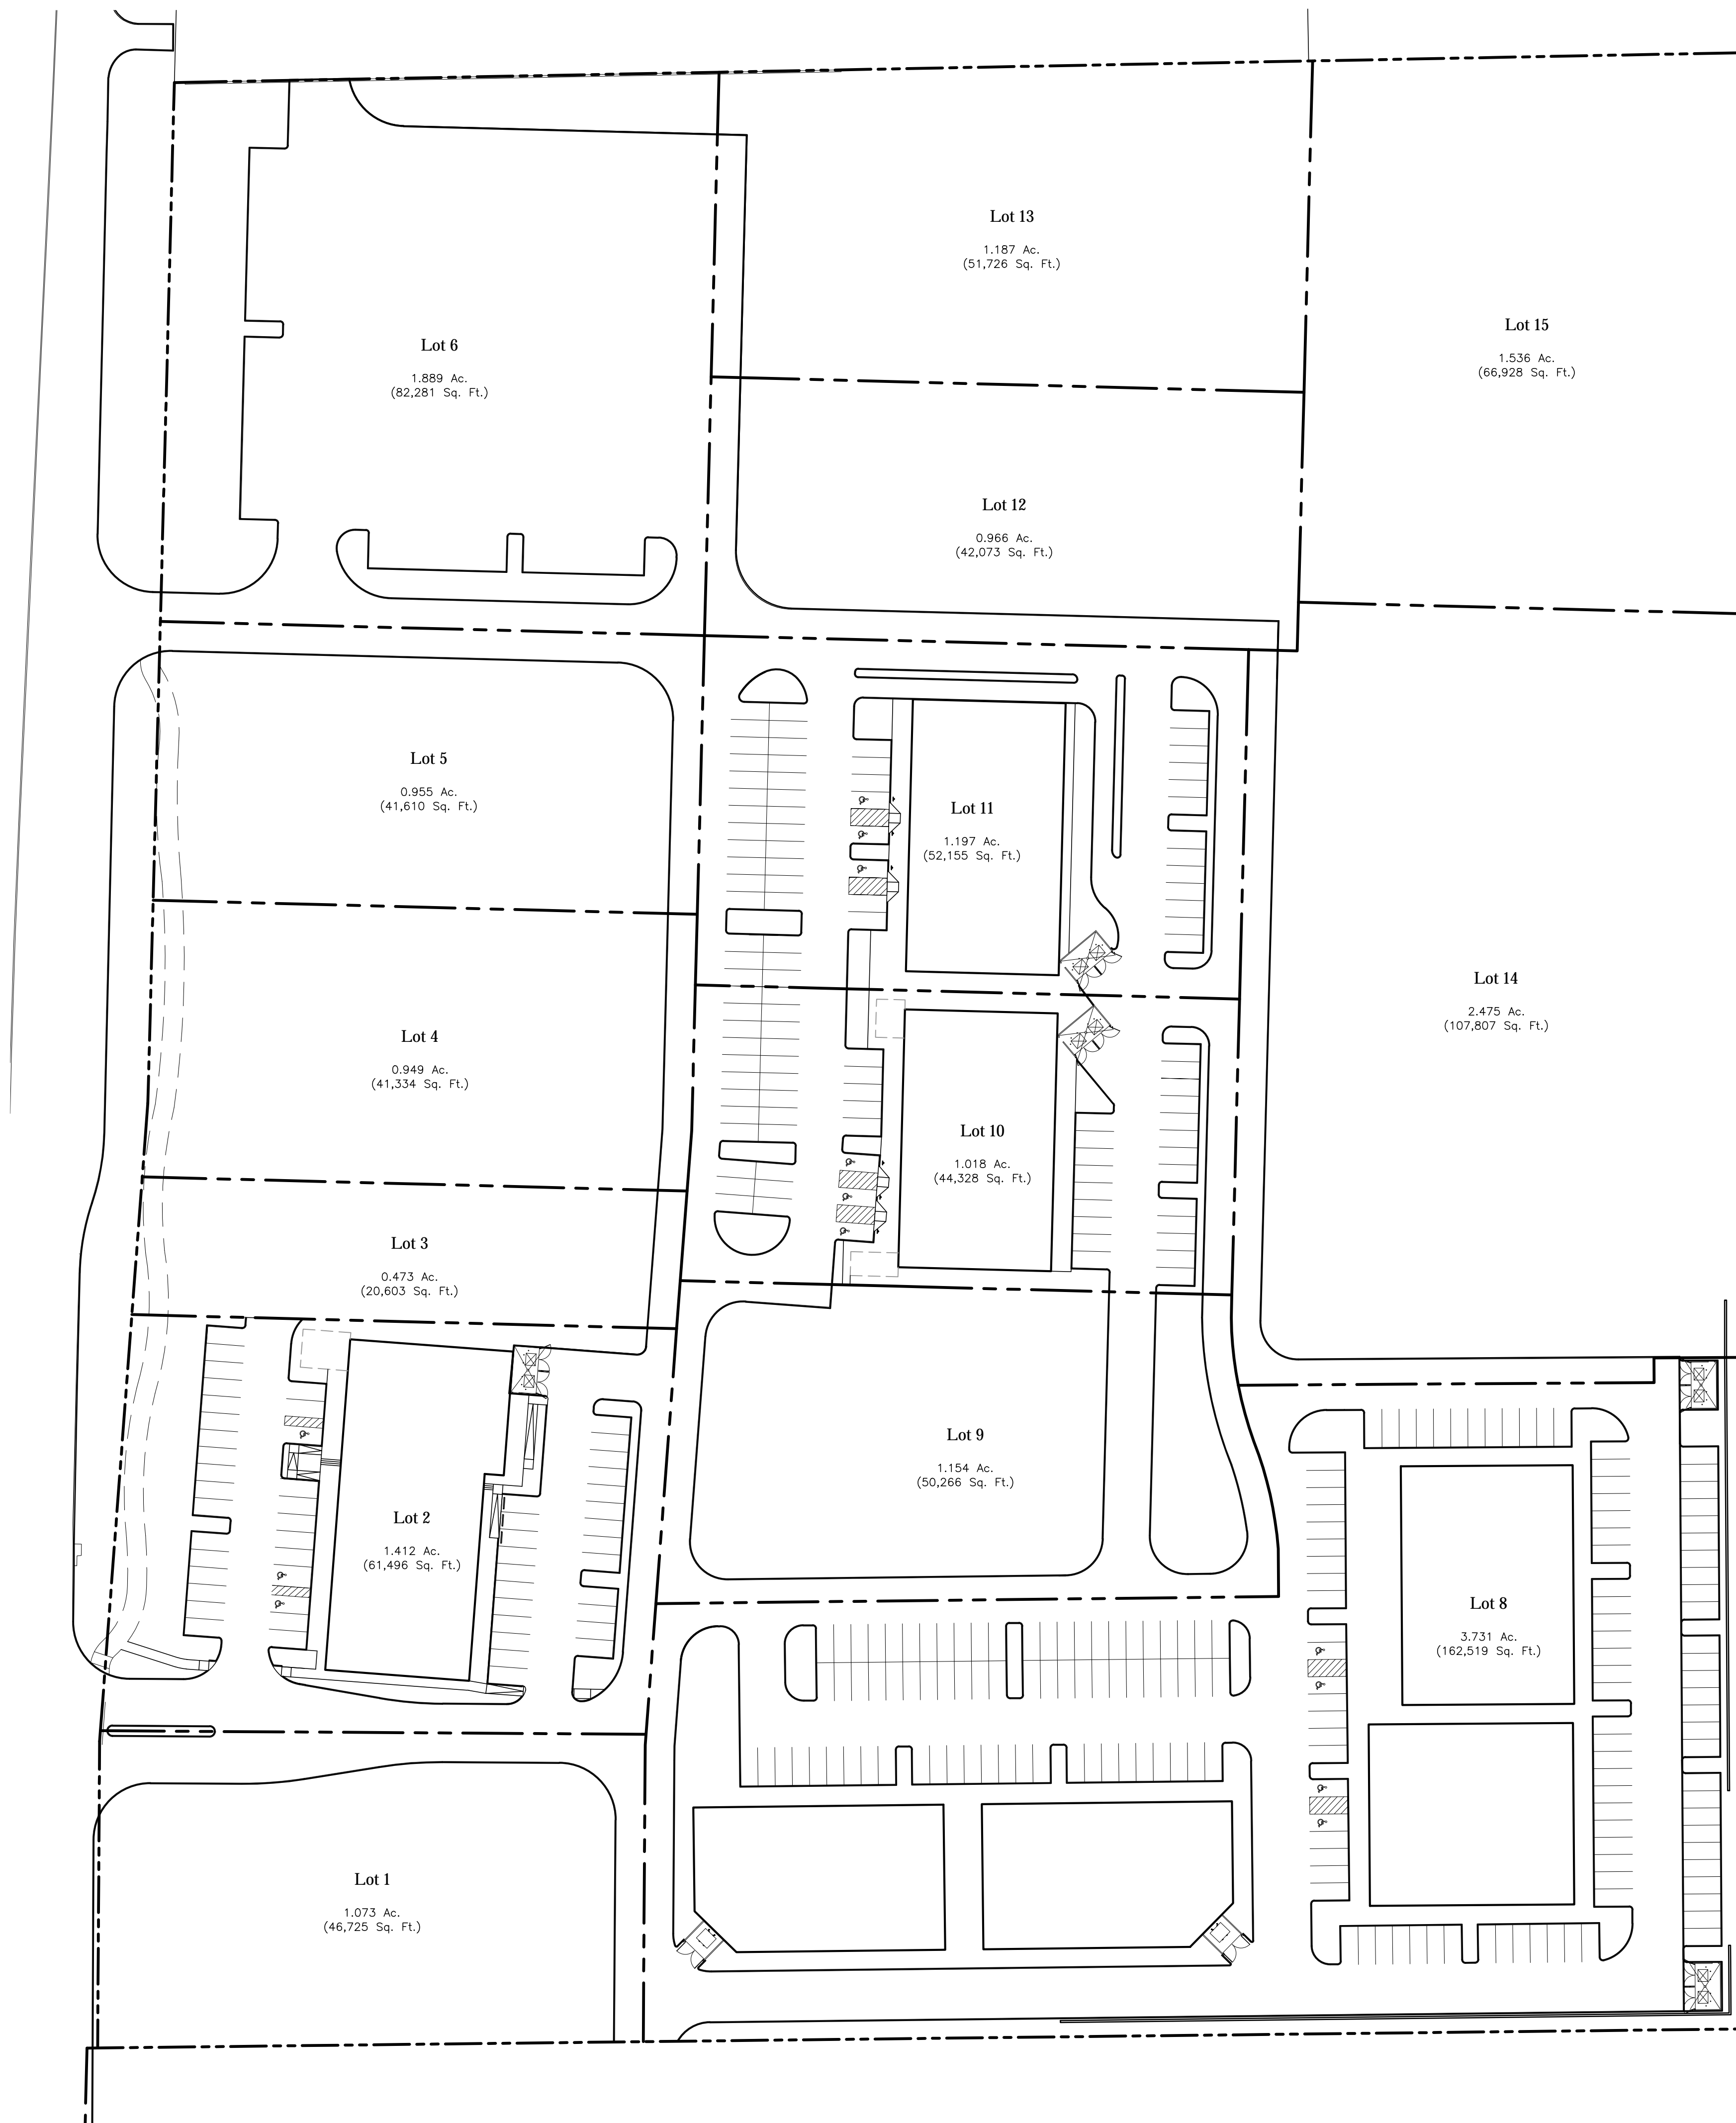 Lot 13
1.187 Ac.
(51,726 Sq. Ft.)
Lot 15
1.536 Ac.
(66,928 Sq. Ft.)
Lot 6
1.889 Ac.
(82,281 Sq. Ft.)
Lot 12
0.966 Ac.
(42,073 Sq. Ft.)
Lot 5
0.955 Ac.
(41,610 Sq. Ft.)
Lot 11
1.197 Ac.
(52,155 Sq. Ft.)
Lot 14
2.475 Ac.
(107,807 Sq. Ft.)
Lot 4
0.949 Ac.
(41,334 Sq. Ft.)
Lot 10
1.018 Ac.
(44,328 Sq. Ft.)
Lot 3
0.473 Ac.
(20,603 Sq. Ft.)
Lot 9
1.154 Ac.
(50,266 Sq. Ft.)
Lot 2
1.412 Ac.
(61,496 Sq. Ft.)
Lot 8
3.731 Ac.
(162,519 Sq. Ft.)
Lot 1
1.073 Ac.
(46,725 Sq. Ft.)